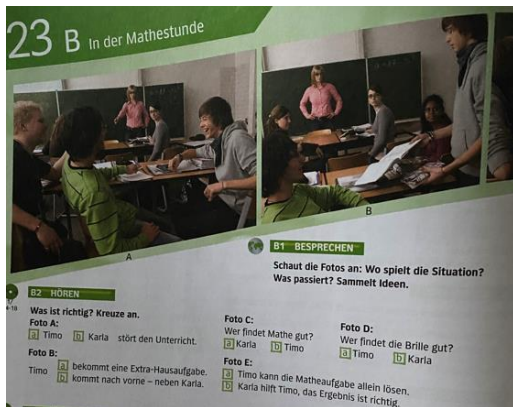 23 B In der Mathestunde
A
B
B1 BESPRECHEN
Schaut die Fotos an: Wo spielt die Situation?
Was passiert? Sammelt Ideen.
B2 HÖREN
Was ist richtig? Kreuze an.
Foto A:
a Timo b Karla stört den Unterricht.
Foto B:
Timo a bekommt eine Extra-Hausaufgabe.
b kommt nach vorne – neben Karla.
Foto C:
Wer findet Mathe gut?
a Karla b Timo
Foto D:
Wer findet die Brille gut?
a Timo b Karla
Foto E:
a Timo kann die Matheaufgabe allein lösen.
b Karla hilft Timo, das Ergebnis ist richtig.